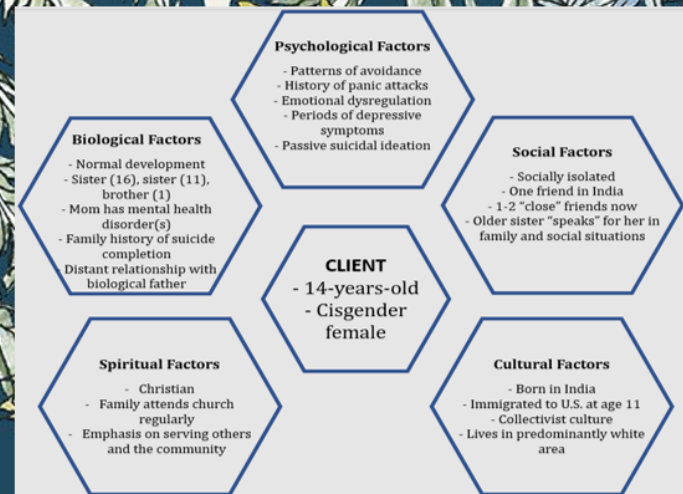 Psychological Factors
- Patterns of avoidance
- History of panic attacks
- Emotional dysregulation
- Periods of depressive
symptoms
- Passive suicidal ideation
Biological Factors
- Normal development
- Sister (16), sister (11),
brother (1)
- Mom has mental health
disorder(s)
- Family history of suicide
completion
- Distant relationship with
biological father
Social Factors
- Socially isolated
- One friend in India
- 1-2 "close" friends now
- Older sister "speaks" for her in
family and social situations
CLIENT
- 14-years-old
- Cisgender
female
Spiritual Factors
- Christian
- Family attends church
regularly
- Emphasis on serving others
and the community
Cultural Factors
- Born in India
- Immigrated to U.S. at age 11
- Collectivist culture
- Lives in predominantly white
area